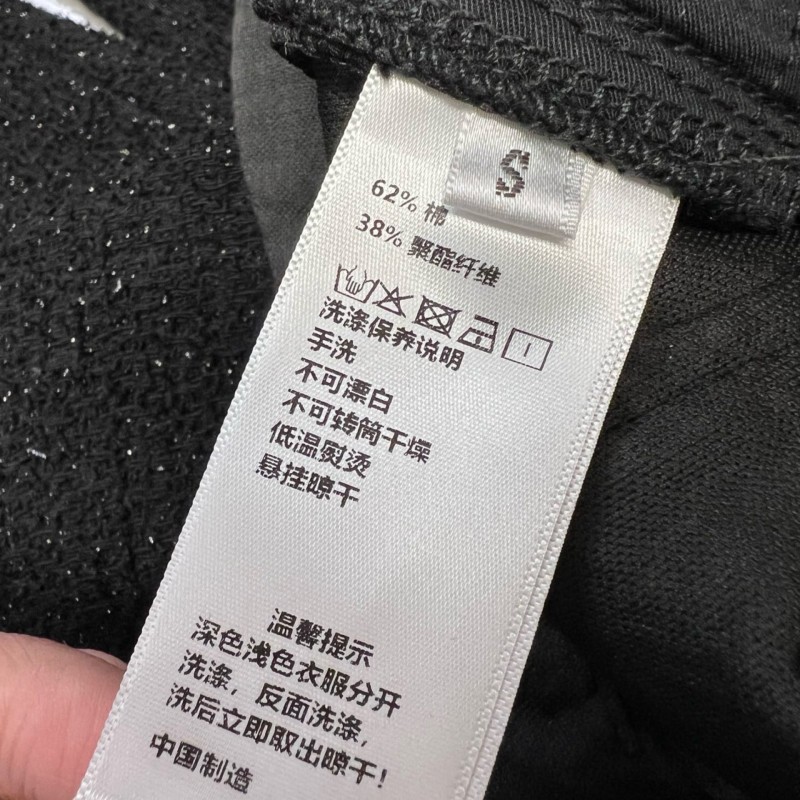 S
62% 棉
38% 聚酯纤维
洗涤保养说明
手洗
不可漂白
不可转筒干燥
低温熨烫
悬挂晾干
温馨提示
深色浅色衣服分开
洗涤，反面洗涤，
洗后立即取出晾干！
中国制造